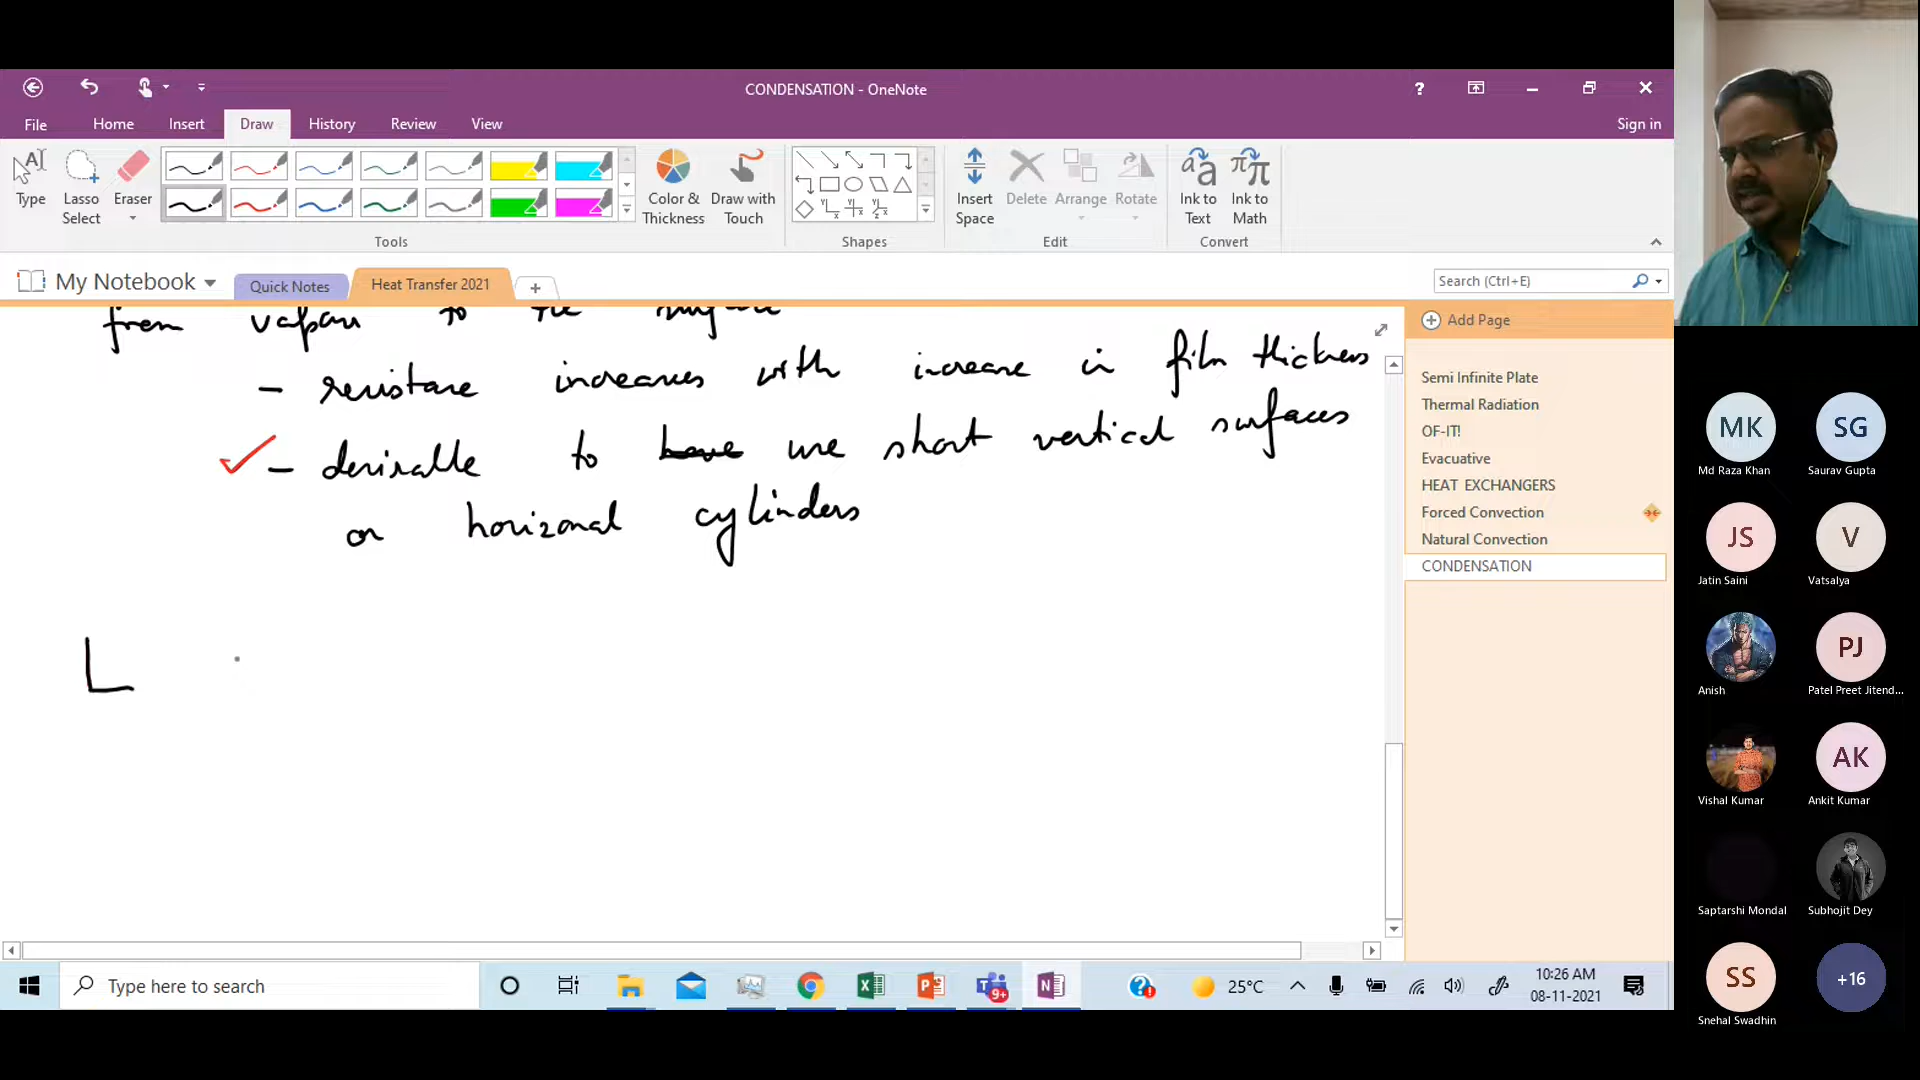 CONDENSATION - OneNote
?
File
Home
Insert
Draw
History
Review
View
Sign in
Type
Lasso Select
Eraser
Color & Thickness
Draw with Touch
Insert Space
Delete
Arrange
Rotate
Ink to Text
Ink to Math
Tools
Shapes
Edit
Convert
My Notebook
Quick Notes
Heat Transfer 2021
Search (Ctrl+E)
Add Page
Semi Infinite Plate
Thermal Radiation
OF-IT!
Evacuative
HEAT EXCHANGERS
Forced Convection
Natural Convection
CONDENSATION
from vapour to the surface
- resistance increases with increase in film thickness
- desirable to have use short vertical surfaces
or horizonal cylinders
L
MK
Md Raza Khan
SG
Saurav Gupta
JS
Jatin Saini
V
Vatsalya
Anish
PJ
Patel Preet Jitend...
Vishal Kumar
AK
Ankit Kumar
Saptarshi Mondal
Subhojit Dey
SS
Snehal Swadhin
+16
Type here to search
9+
25°C
10:26 AM
08-11-2021